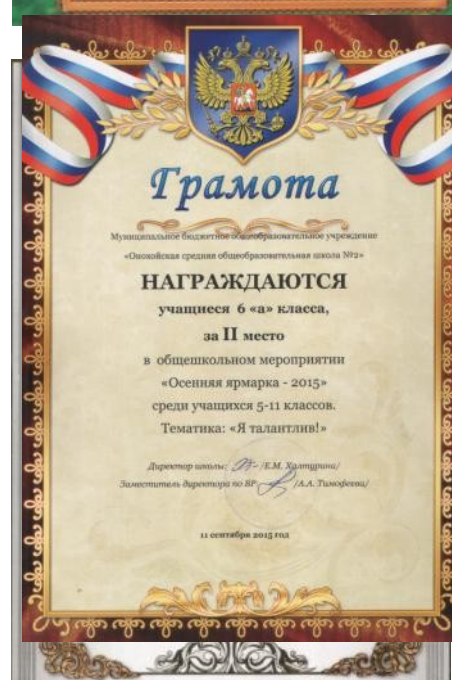 Грамота
Муниципальное бюджетное общеобразовательное учреждение
«Онохойская средняя общеобразовательная школа №2»
НАГРАЖДАЮТСЯ
учащиеся 6 «а» класса,
за II место
в общешкольном мероприятии
«Осенняя ярмарка - 2015»
среди учащихся 5-11 классов.
Тематика: «Я талантлив!»
Директор школы: /Е.М. Халтурина/
Заместитель директора по ВР /А.А. Тимофеева/
11 сентября 2015 год